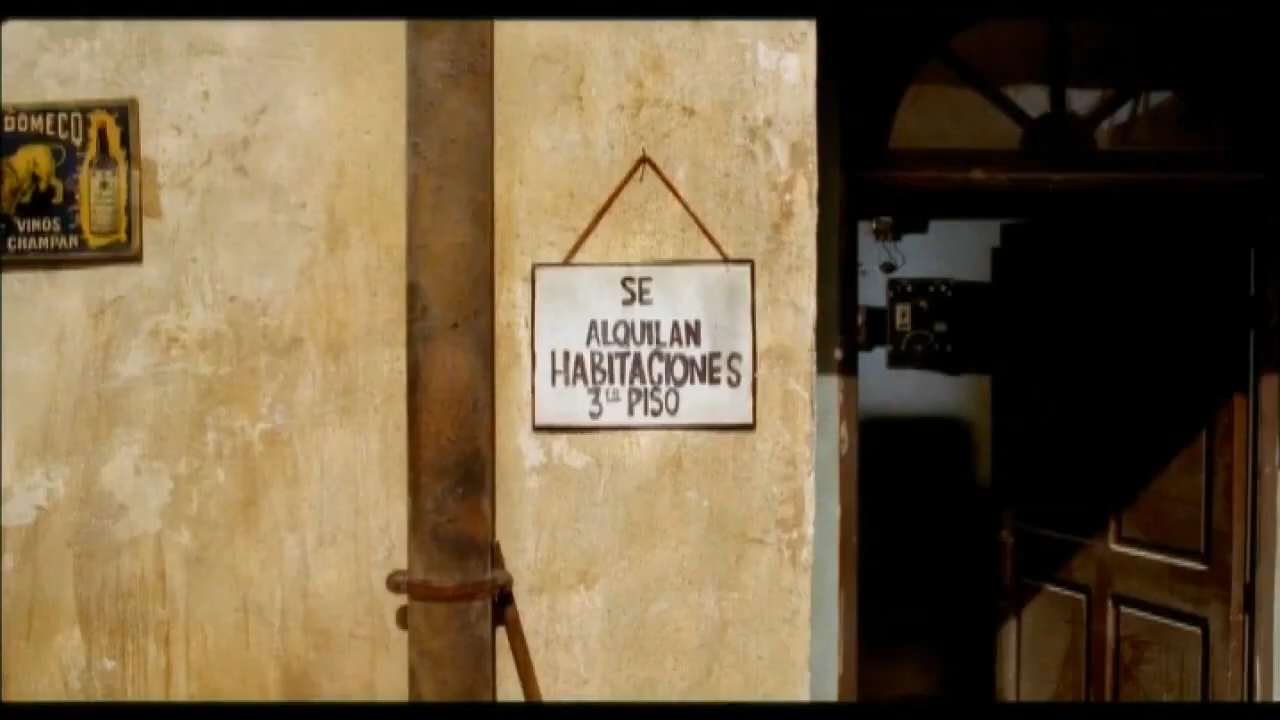 DOMECQ
VINOS
CHAMPAN
SE
ALQUILAN
HABITACIONES
3ER PISO